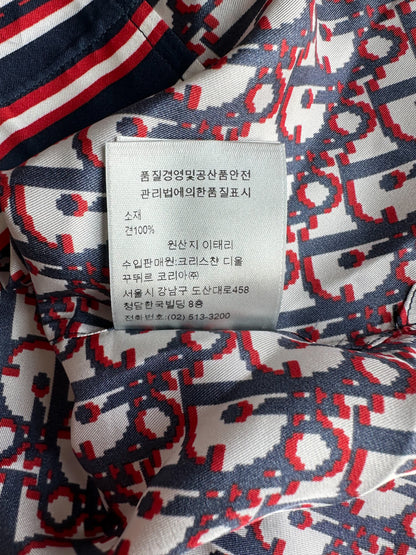 품질경영및공산품안전
관리법에의한품질표시
소재
견100%
원산지 이태리
수입판매원:크리스챤 디올
꾸뛰르 코리아㈜
서울시 강남구 도산대로458
청담한국빌딩 8층
전화번호:(02) 513-3200